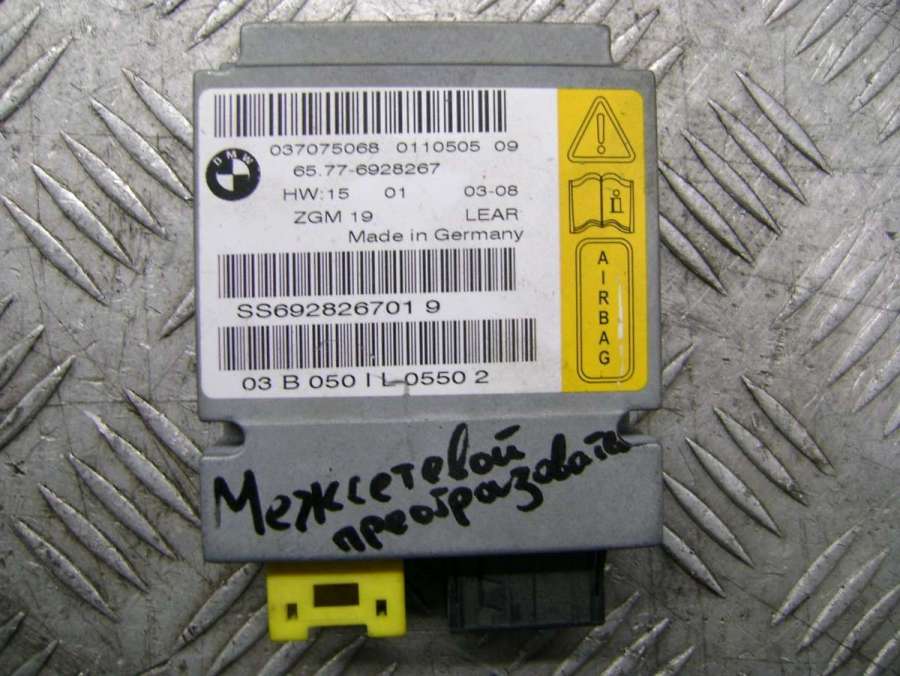 037075068 0110505 09
BMW
65.77-6928267
HW:15 01 03-08
ZGM 19 LEAR
Made in Germany
SS692826701 9
03 B 050 I L 0550 2
AIRBAG
Межсетевой
преобразовате